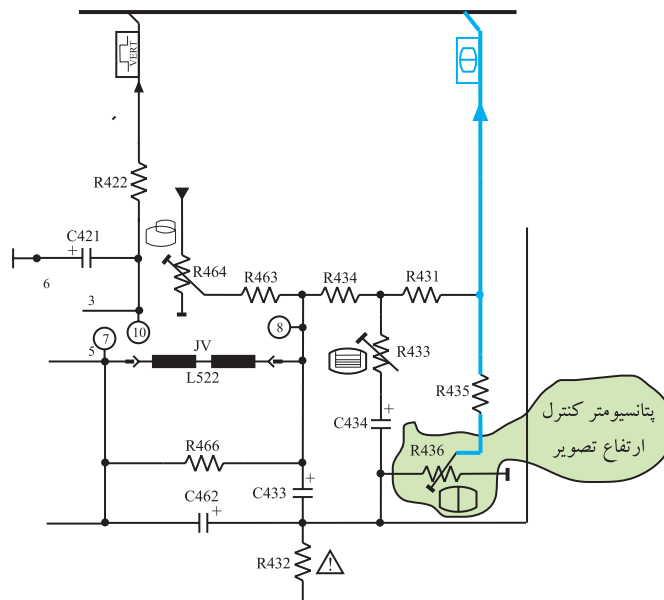 VERT
R422
C421
+
6
R464
R463
R434
R431
3
10
8
7
5
JV
L522
R433
R435
C434
+
پتانسیومتر کنترل
ارتفاع تصویر
R436
R466
C462
+
C433
+
R432
!